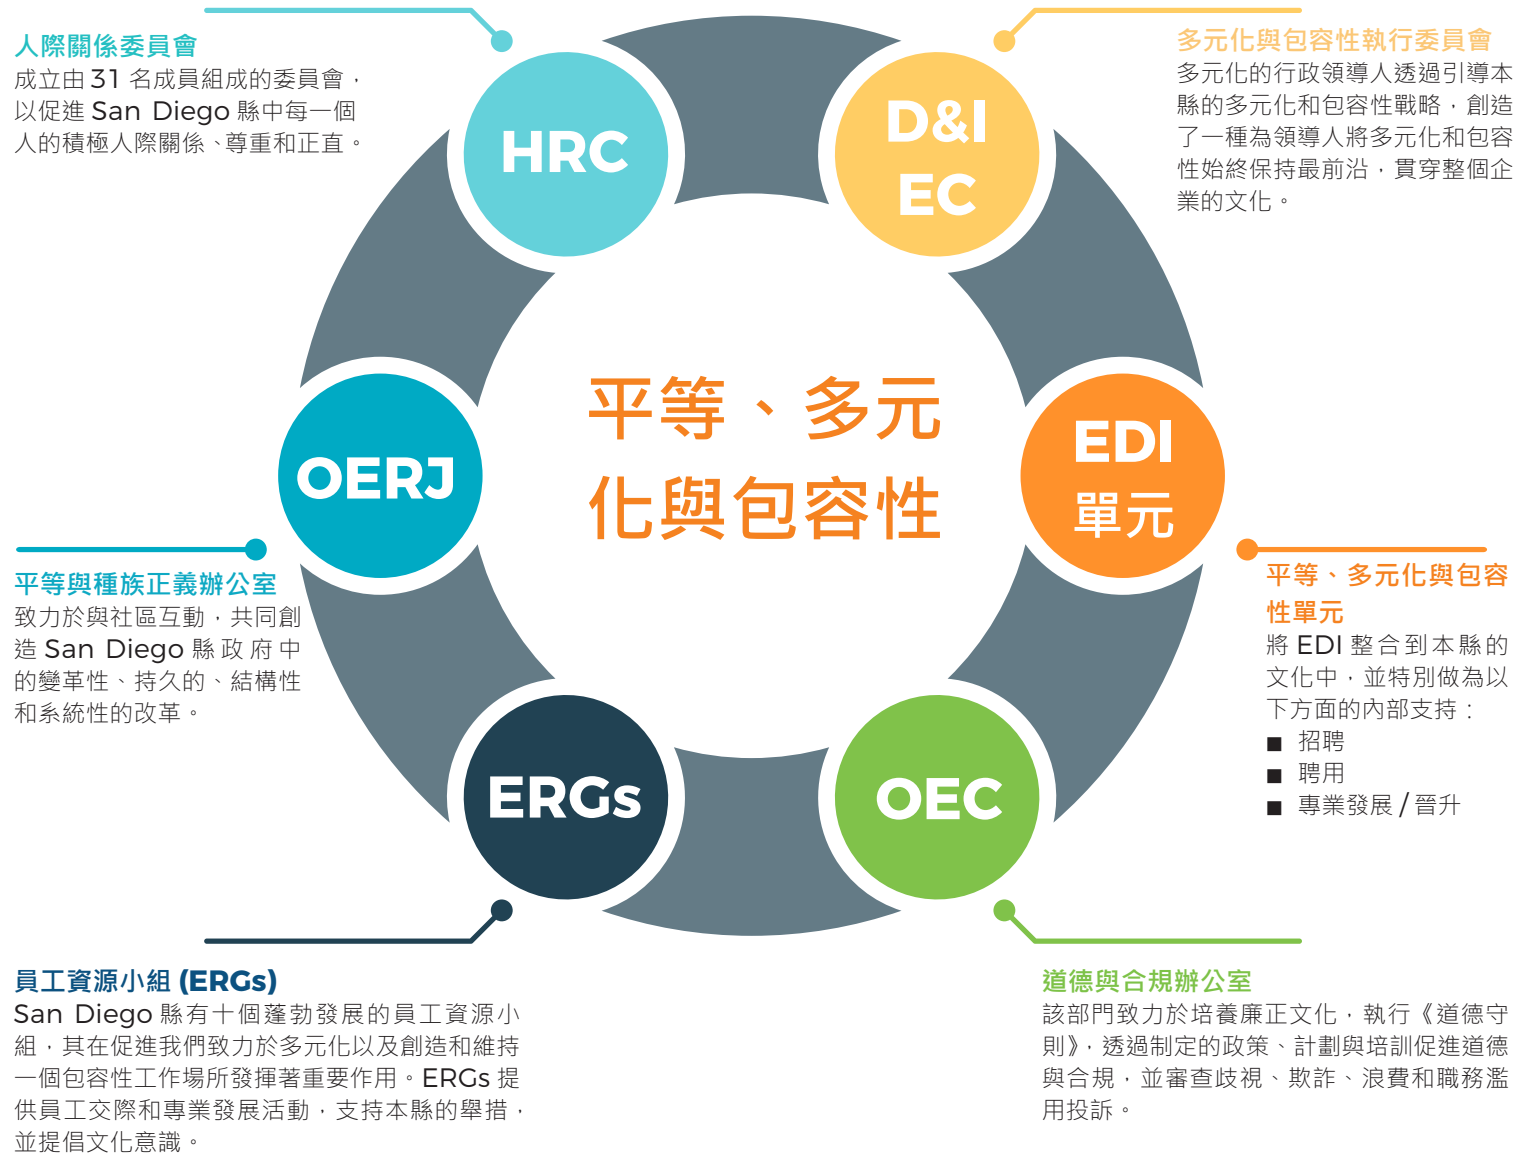 人際關係委員會
成立由 31 名成員組成的委員會，
以促進 San Diego 縣中每一個
人的積極人際關係、尊重和正直。
HRC
多元化與包容性執行委員會
多元化的行政領導人透過引導本
縣的多元化和包容性戰略，創造
了一種為領導人將多元化和包容
性始終保持最前沿，貫穿整個企
業的文化。
D&I
EC
平等、多元
化與包容性
OERJ
平等與種族正義辦公室
致力於與社區互動，共同創
造 San Diego 縣政府中
的變革性、持久的、結構性
和系統性的改革。
EDI
單元
平等、多元化與包容
性單元
將 EDI 整合到本縣的
文化中，並特別做為以
下方面的內部支持：
■ 招聘
■ 聘用
■ 專業發展 / 晉升
ERGs
員工資源小組 (ERGs)
San Diego 縣有十個蓬勃發展的員工資源小
組，其在促進我們致力於多元化以及創造和維持
一個包容性工作場所發揮著重要作用。ERGs 提
供員工交際和專業發展活動，支持本縣的舉措，
並提倡文化意識。
OEC
道德與合規辦公室
該部門致力於培養廉正文化，執行《道德守
則》，透過制定的政策、計劃與培訓促進道德
與合規，並審查歧視、欺詐、浪費和職務濫
用投訴。